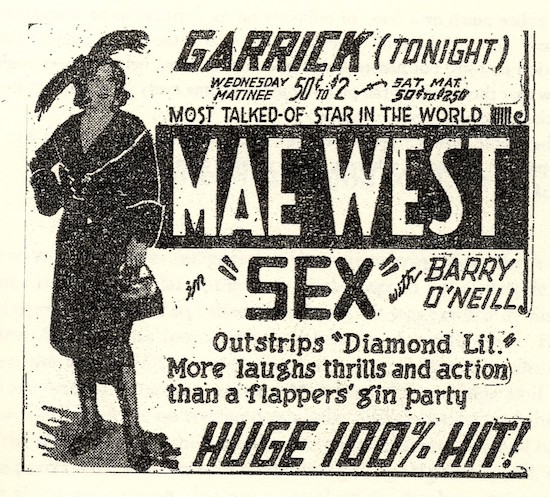 GARRICK (TONIGHT)
WEDNESDAY MATINEE 50¢ TO $2 SAT. MAT. 50¢ TO $2.50
MOST TALKED-OF STAR IN THE WORLD
MAE WEST
in "SEX" with BARRY O'NEILL
Outstrips "Diamond Lil."
More laughs thrills and action
than a flappers' gin party
HUGE 100% HIT!